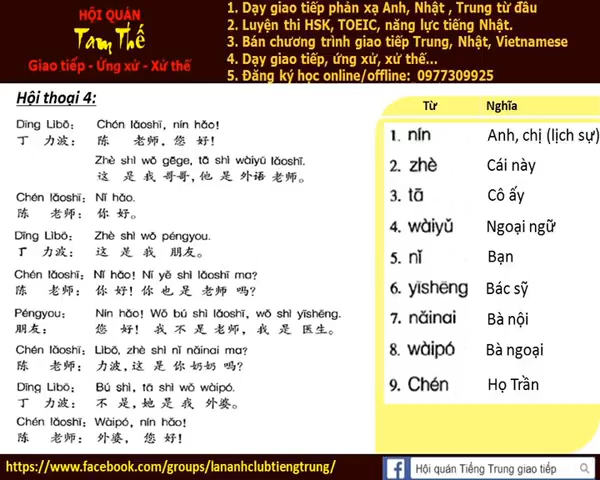 HỘI QUÁN
Tam Thế
Giao tiếp - Ứng xử - Xử thế
1. Dạy giao tiếp phản xạ Anh, Nhật , Trung từ đầu
2. Luyện thi HSK, TOEIC, năng lực tiếng Nhật.
3. Bán chương trình giao tiếp Trung, Nhật, Vietnamese
4. Dạy giao tiếp, ứng xử, xử thế...
5. Đăng ký học online/offline: 0977309925
Hội thoại 4:
Dīng Lìbō: Chén lǎoshī, nín hǎo!
丁 力波: 陈 老师, 您 好!
Zhè shì wǒ gēge, tā shì wàiyǔ lǎoshī.
这 是 我 哥哥, 他 是 外语 老师。
Chén lǎoshī: Nǐ hǎo.
陈 老师: 你 好。
Dīng Lìbō: Zhè shì wǒ péngyou.
丁 力波: 这 是 我 朋友。
Chén lǎoshī: Nǐ hǎo! Nǐ yě shì lǎoshī ma?
陈 老师: 你 好! 你 也 是 老师 吗?
Péngyou: Nín hǎo! Wǒ bú shì lǎoshī, wǒ shì yīshēng.
朋友: 您 好! 我 不 是 老师, 我 是 医生。
Chén lǎoshī: Lìbō, zhè shì nǐ nǎinai ma?
陈 老师: 力波, 这 是 你 奶奶 吗?
Dīng Lìbō: Bú shì, tā shì wǒ wàipó.
丁 力波: 不 是, 她 是 我 外婆。
Chén lǎoshī: Wàipó, nín hǎo!
陈 老师: 外婆, 您 好!
Từ Nghĩa
1. nín Anh, chị (lịch sự)
2. zhè Cái này
3. tā Cô ấy
4. wàiyǔ Ngoại ngữ
5. nǐ Bạn
6. yīshēng Bác sỹ
7. nǎinai Bà nội
8. wàipó Bà ngoại
9. Chén Họ Trần
https://www.facebook.com/groups/lananhclubtiengtrung/
f Hội quán Tiếng Trung giao tiếp